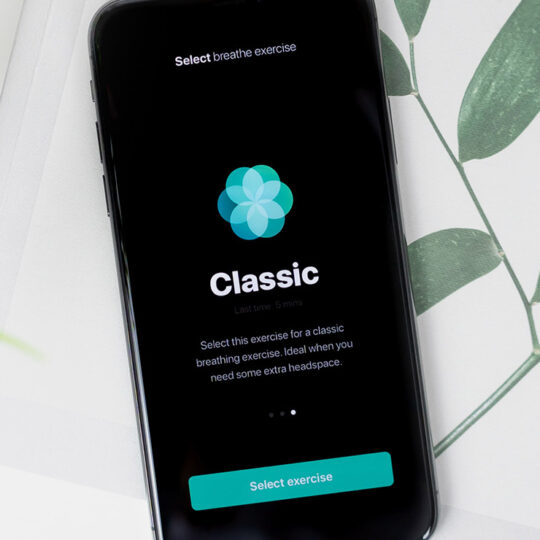 Select breathe exercise
Classic
Last time: 5 mins
Select this exercise for a classic
breathing exercise. Ideal when you
need some extra headspace.
Select exercise